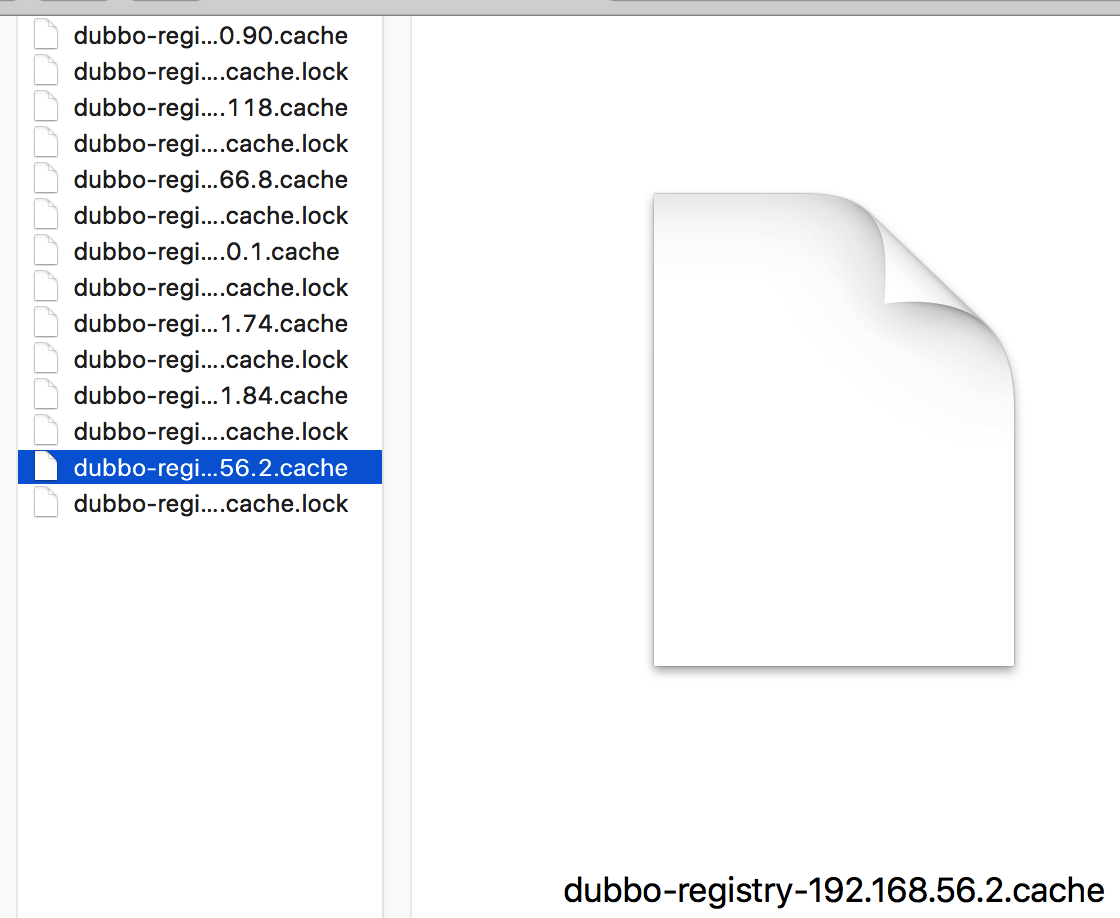 dubbo-regi...0.90.cache
dubbo-regi....cache.lock
dubbo-regi....118.cache
dubbo-regi....cache.lock
dubbo-regi...66.8.cache
dubbo-regi....cache.lock
dubbo-regi....0.1.cache
dubbo-regi....cache.lock
dubbo-regi...1.74.cache
dubbo-regi....cache.lock
dubbo-regi...1.84.cache
dubbo-regi....cache.lock
dubbo-regi...56.2.cache
dubbo-regi....cache.lock
dubbo-registry-192.168.56.2.cache